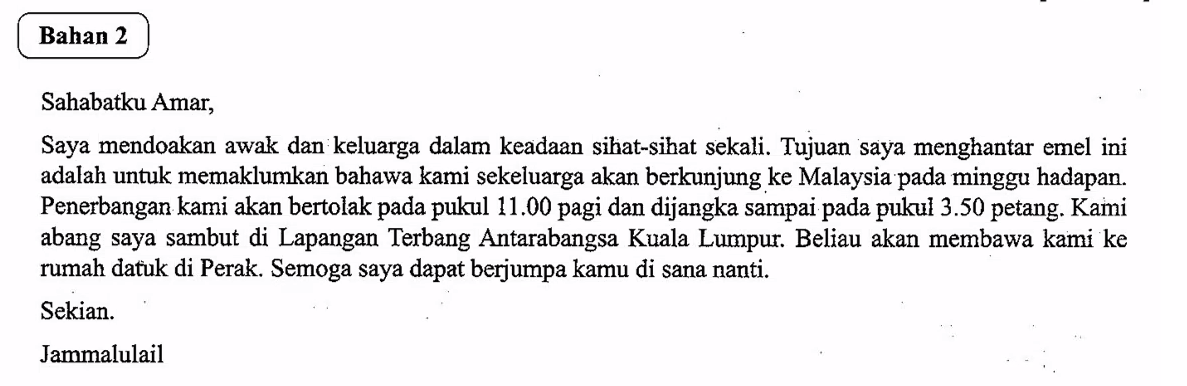 Bahan 2
Sahabatku Amar,
Saya mendoakan awak dan keluarga dalam keadaan sihat-sihat sekali. Tujuan saya menghantar emel ini
adalah untuk memaklumkan bahawa kami sekeluarga akan berkunjung ke Malaysia pada minggu hadapan.
Penerbangan kami akan bertolak pada pukul 11.00 pagi dan dijangka sampai pada pukul 3.50 petang. Kami
abang saya sambut di Lapangan Terbang Antarabangsa Kuala Lumpur. Beliau akan membawa kami ke
rumah datuk di Perak. Semoga saya dapat berjumpa kamu di sana nanti.
Sekian.
Jammalulail